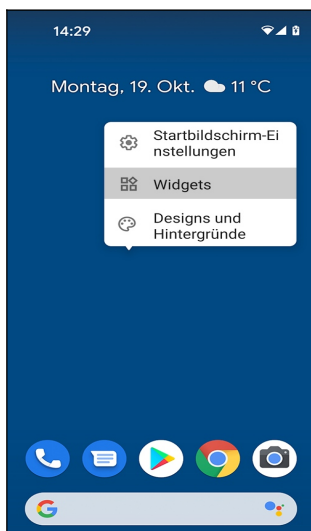 14:29
Montag, 19. Okt. 11 °C
Startbildschirm-Ei
nstellungen
Widgets
Designs und
Hintergründe